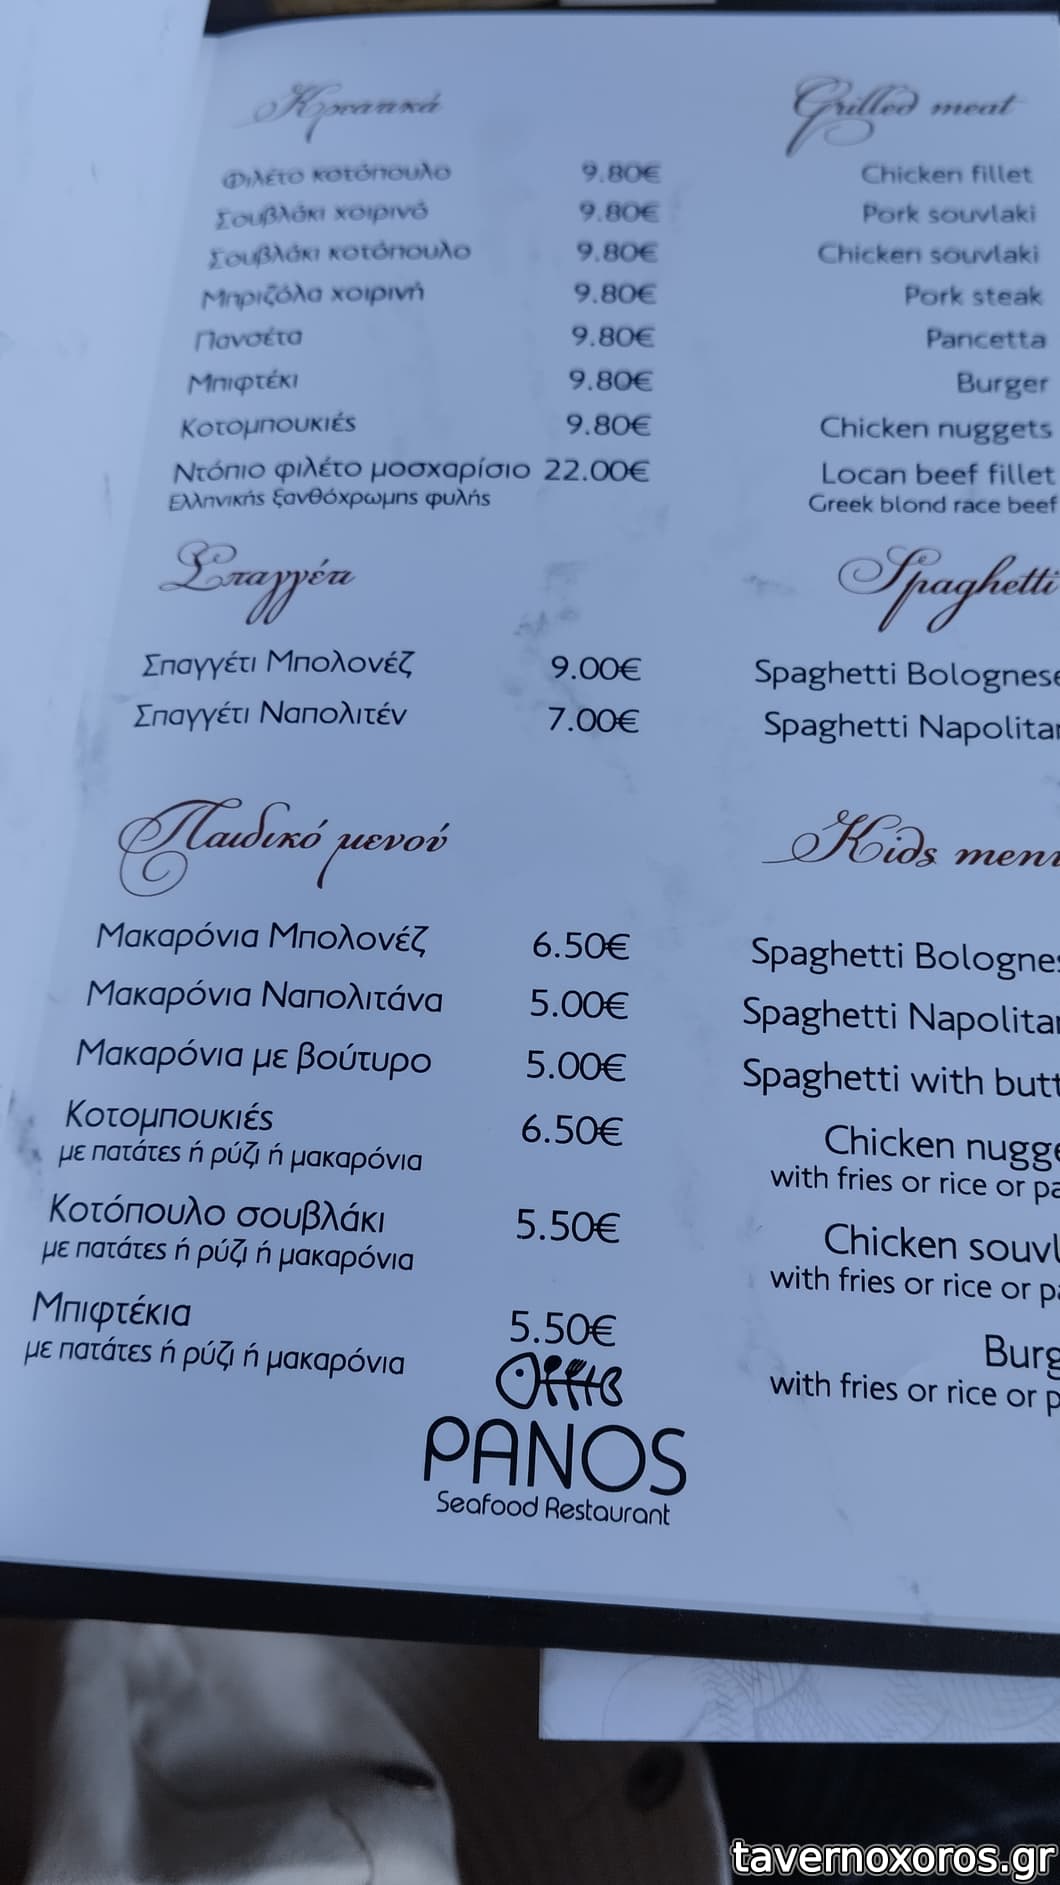 Κρεατικά Grilled meat
Φιλέτο κοτόπουλο 9.80€ Chicken fillet
Σουβλάκι χοιρινό 9.80€ Pork souvlaki
Σουβλάκι κοτόπουλο 9.80€ Chicken souvlaki
Μπριζόλα χοιρινή 9.80€ Pork steak
Πανσέτα 9.80€ Pancetta
Μπιφτέκι 9.80€ Burger
Κοτομπουκιές 9.80€ Chicken nuggets
Ντόπιο φιλέτο μοσχαρίσιο 22.00€ Locan beef fillet
Ελληνικής ξανθόχρωμης φυλής Greek blond race beef
Σπαγγέτι Spaghetti
Σπαγγέτι Μπολονέζ 9.00€ Spaghetti Bolognese
Σπαγγέτι Ναπολιτέν 7.00€ Spaghetti Napolita
Παιδικό μενού Kids men
Μακαρόνια Μπολονέζ 6.50€ Spaghetti Bologne
Μακαρόνια Ναπολιτάνα 5.00€ Spaghetti Napolita
Μακαρόνια με βούτυρο 5.00€ Spaghetti with butt
Κοτομπουκιές 6.50€ Chicken nugge
με πατάτες ή ρύζι ή μακαρόνια with fries or rice or pa
Κοτόπουλο σουβλάκι 5.50€ Chicken souvl
με πατάτες ή ρύζι ή μακαρόνια with fries or rice or pa
Μπιφτέκια 5.50€ Burg
με πατάτες ή ρύζι ή μακαρόνια with fries or rice or p
PANOS
Seafood Restaurant
tavernoxoros.gr